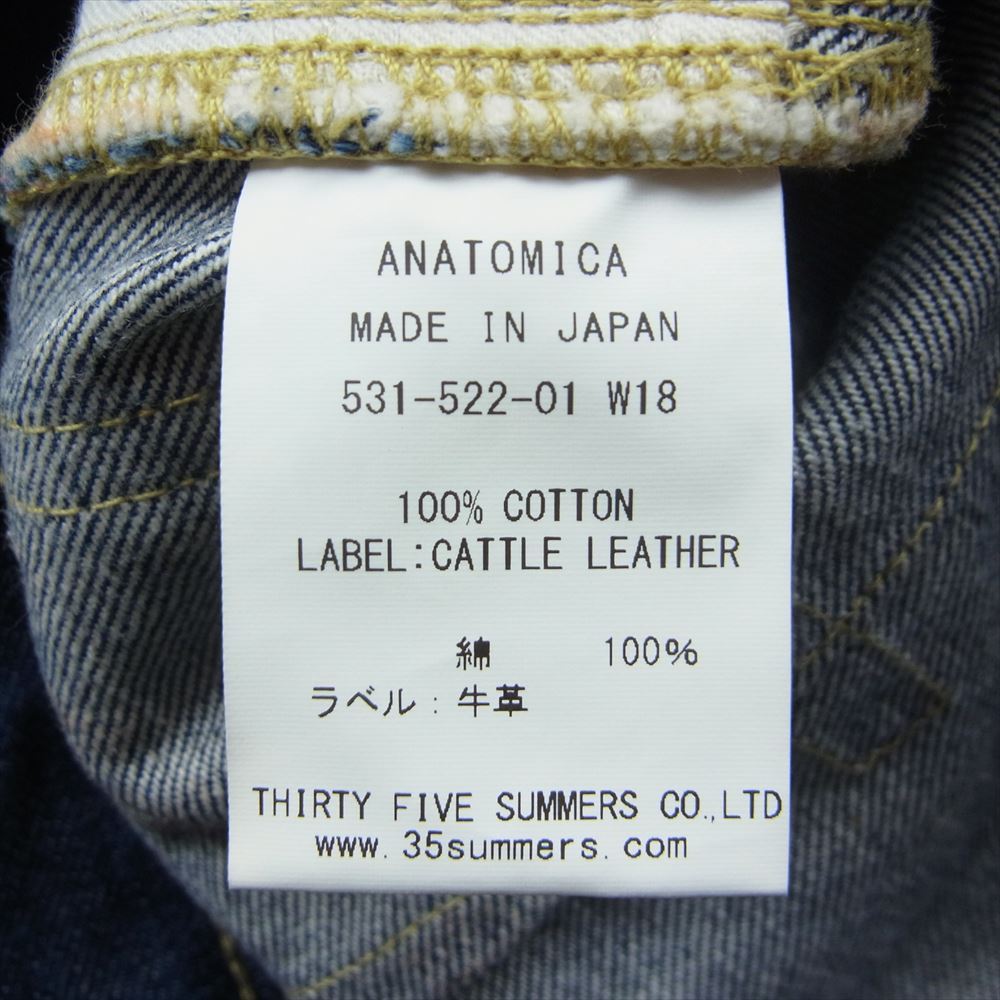 ANATOMICA
MADE IN JAPAN
531-522-01 W18
100% COTTON
LABEL:CATTLE LEATHER
綿 100%
ラベル:牛革
THIRTY FIVE SUMMERS CO.,LTD
www.35summers.com